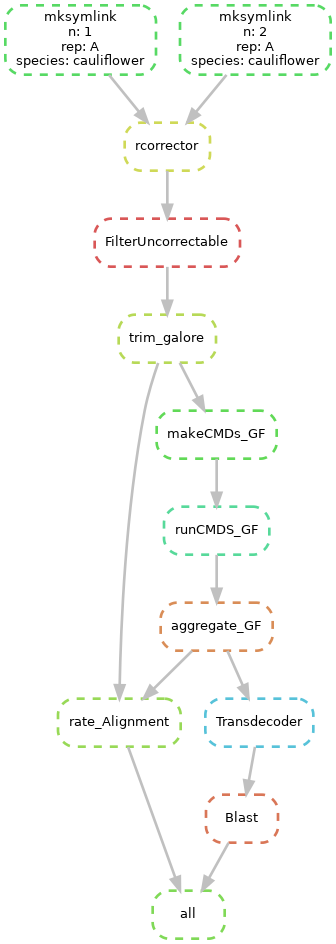 mksymlink
n: 1
rep: A
species: cauliflower
mksymlink
n: 2
rep: A
species: cauliflower
rcorrector
FilterUncorrectable
trim_galore
makeCMDs_GF
runCMDS_GF
aggregate_GF
rate_Alignment
Transdecoder
Blast
all